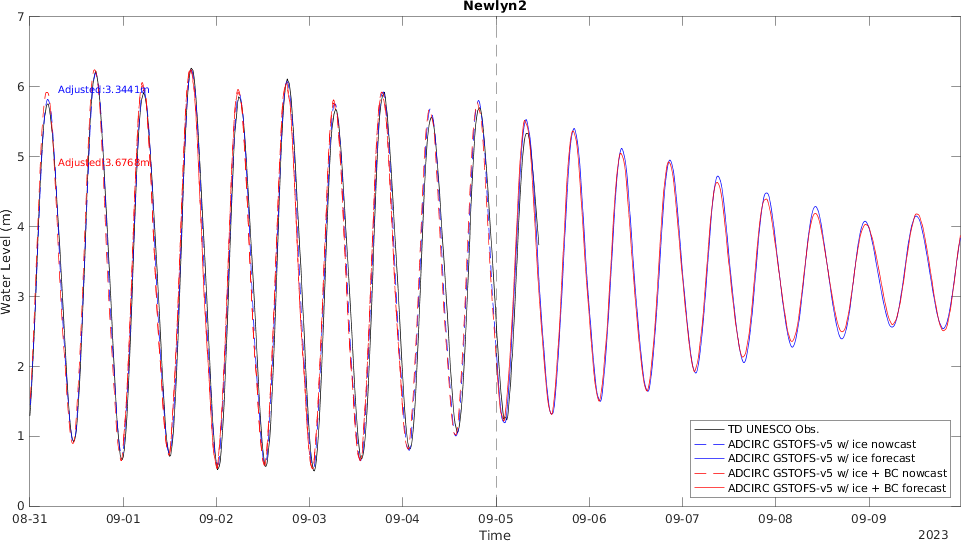 Newlyn2
7
6
5
4
3
2
1
0
Water Level (m)
Adjusted:3.3441m
Adjusted:3.6768m
TD UNESCO Obs.
ADCIRC GSTOFS-v5 w/ ice nowcast
ADCIRC GSTOFS-v5 w/ ice forecast
ADCIRC GSTOFS-v5 w/ ice + BC nowcast
ADCIRC GSTOFS-v5 w/ ice + BC forecast
08-31 09-01 09-02 09-03 09-04 09-05 09-06 09-07 09-08 09-09
Time
2023